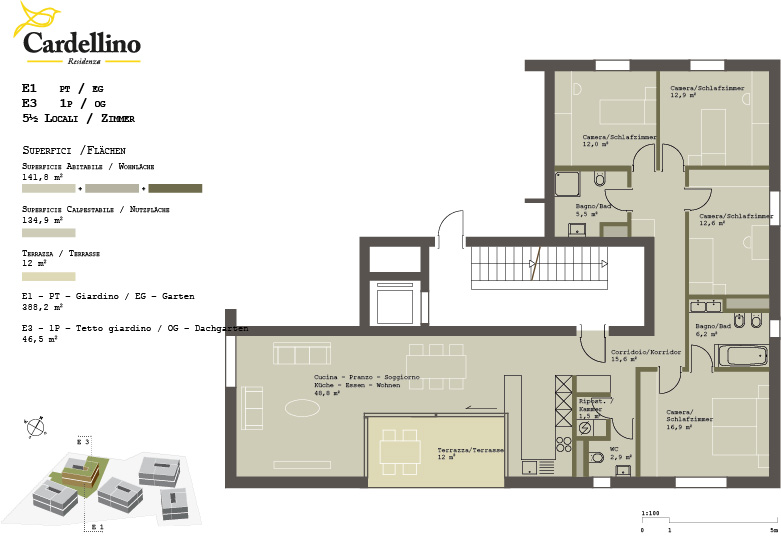 Cardellino
Residenza
E1 PT / EG
E3 1P / OG
5½ Locali / Zimmer
Superfici /Flächen
Superficie Abitabile / Wohnläche
141,8 m²
+ +
Superficie Calpestabile / Nutzfläche
134,9 m²
Terrazza / Terrasse
12 m²
E1 - PT - Giardino / EG - Garten
388,2 m²
E3 - 1P - Tetto giardino / OG - Dachgarten
46,5 m²
E 3
E 1
Camera/Schlafzimmer
12,0 m²
Camera/Schlafzimmer
12,9 m²
Bagno/Bad
5,5 m²
Camera/Schlafzimmer
12,6 m²
Bagno/Bad
6,2 m²
Corridoio/Korridor
15,6 m²
Cucina - Pranzo - Soggiorno
Küche - Essen - Wohnen
48,8 m²
Ripost. /
Kammer
1,5 m²
Camera/
Schlafzimmer
16,9 m²
Terrazza/Terrasse
12 m²
WC
2,9 m²
1:100
0 1 5m